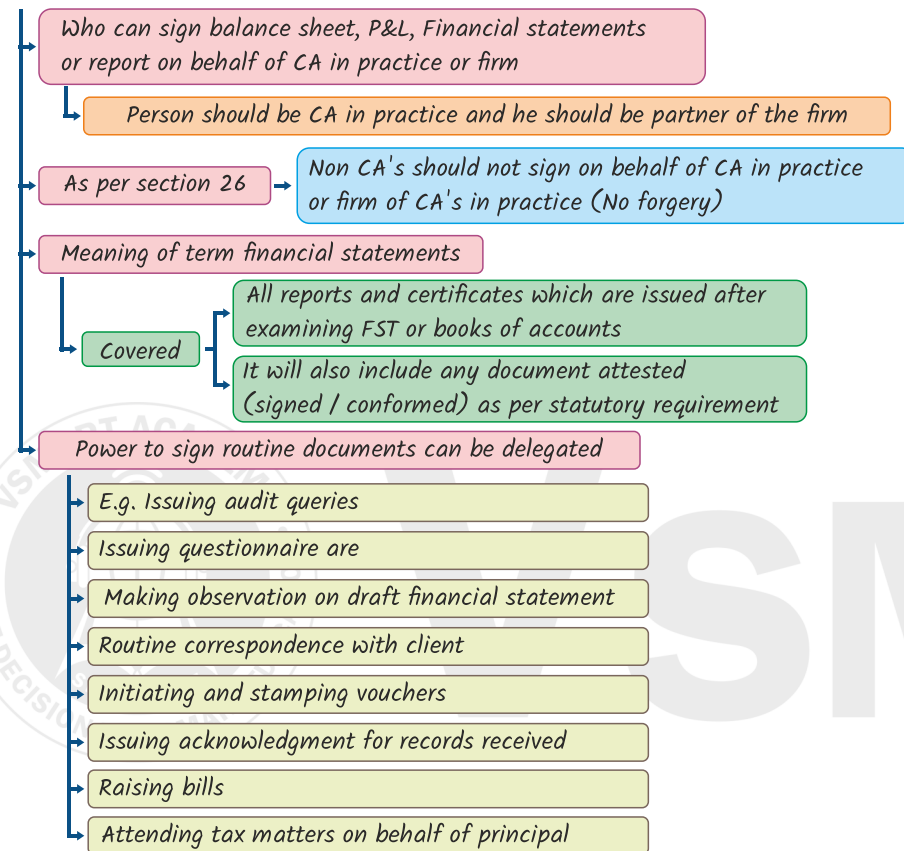 Who can sign balance sheet, P&L, Financial statements
or report on behalf of CA in practice or firm
Person should be CA in practice and he should be partner of the firm
As per section 26
Non CA's should not sign on behalf of CA in practice
or firm of CA's in practice (No forgery)
Meaning of term financial statements
All reports and certificates which are issued after
examining FST or books of accounts
Covered
It will also include any document attested
(signed / conformed) as per statutory requirement
Power to sign routine documents can be delegated
E.g. Issuing audit queries
Issuing questionnaire are
Making observation on draft financial statement
Routine correspondence with client
Initiating and stamping vouchers
Issuing acknowledgment for records received
Raising bills
Attending tax matters on behalf of principal